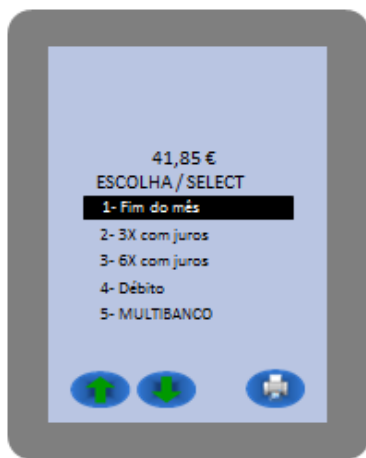 41,85 €
ESCOLHA / SELECT
1- Fim do mês
2- 3X com juros
3- 6X com juros
4- Débito
5- MULTIBANCO